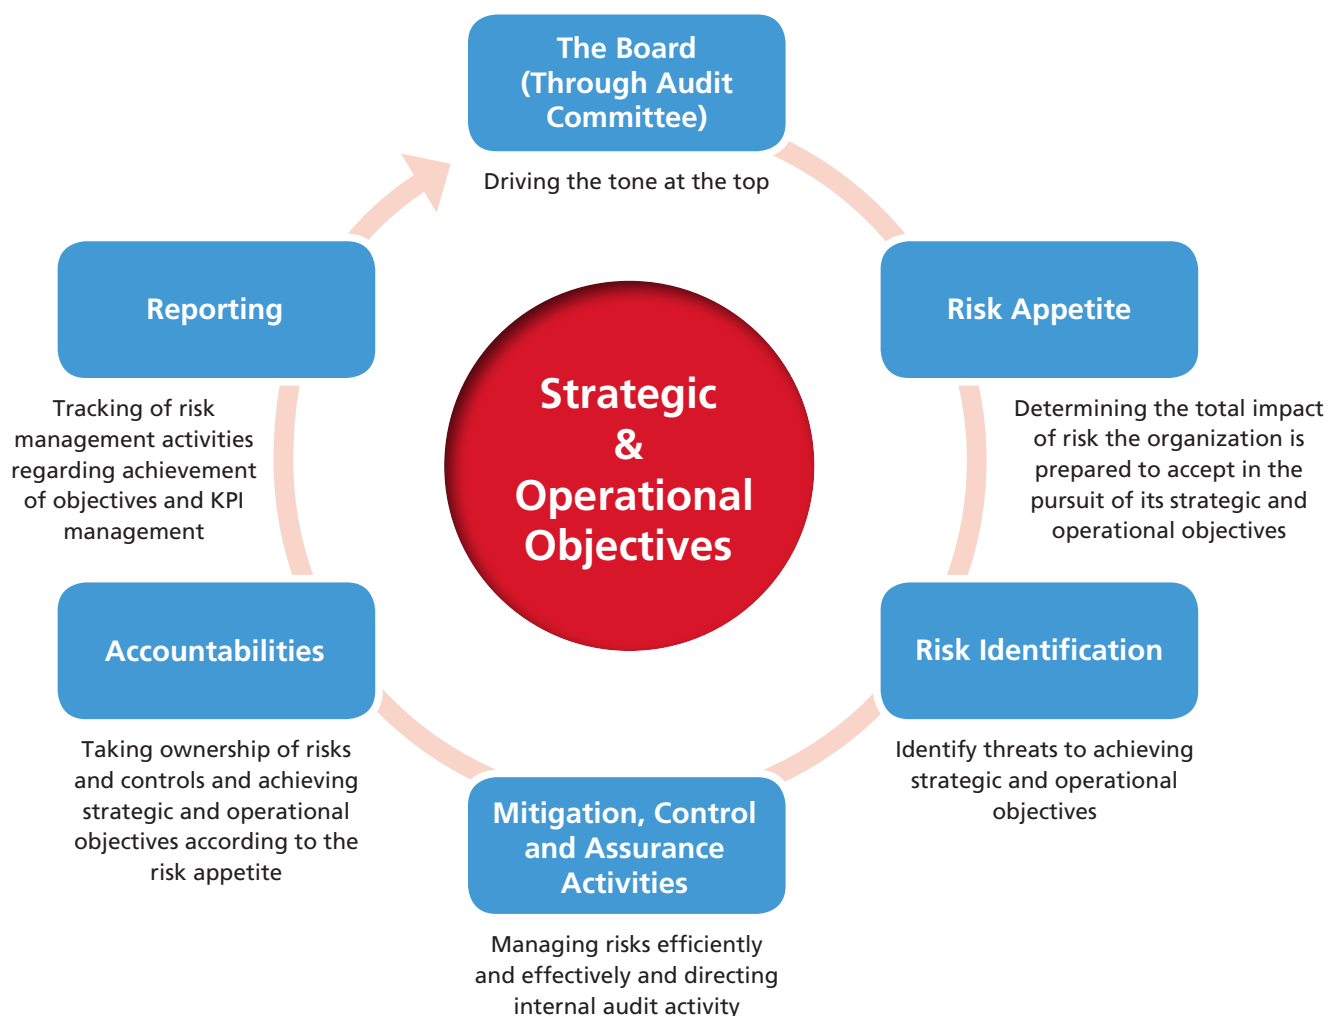 The Board
(Through Audit
Committee)
Driving the tone at the top
Risk Appetite
Determining the total impact
of risk the organization is
prepared to accept in the
pursuit of its strategic and
operational objectives
Risk Identification
Identify threats to achieving
strategic and operational
objectives
Mitigation, Control
and Assurance
Activities
Managing risks efficiently
and effectively and directing
internal audit activity
Accountabilities
Taking ownership of risks
and controls and achieving
strategic and operational
objectives according to the
risk appetite
Reporting
Tracking of risk
management activities
regarding achievement
of objectives and KPI
management
Strategic
&
Operational
Objectives